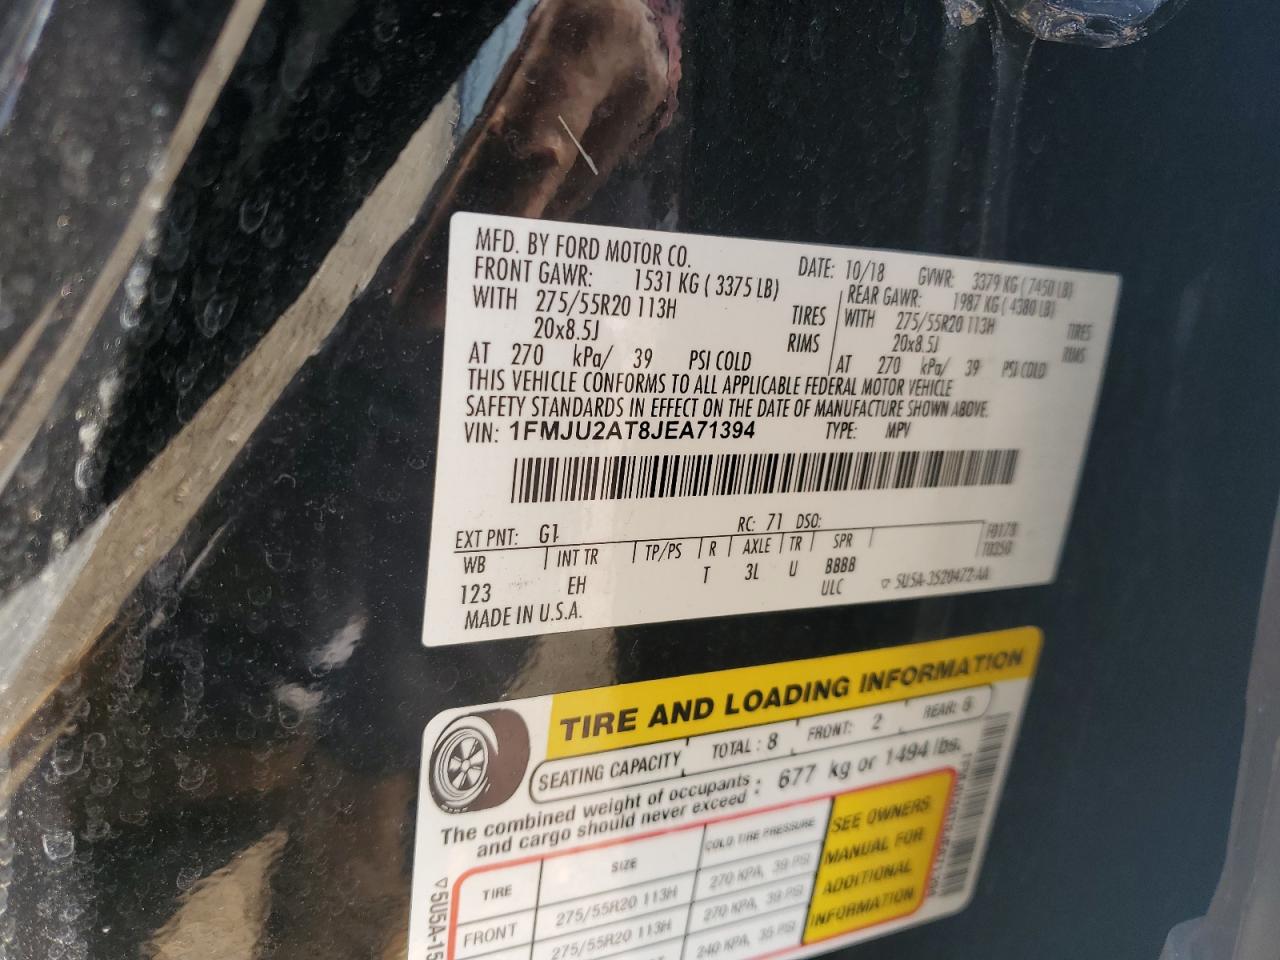 MFD. BY FORD MOTOR CO.
DATE: 10/18 GVWR: 3379 KG ( 7450 LB)
FRONT GAWR: 1531 KG ( 3375 LB)
WITH 275/55R20 113H TIRES
20x8.5J RIMS
AT 270 kPa/ 39 PSI COLD
REAR GAWR: 1987 KG ( 4380 LB)
WITH 275/55R20 113H TIRES
20x8.5J RIMS
AT 270 kPa/ 39 PSI COLD
THIS VEHICLE CONFORMS TO ALL APPLICABLE FEDERAL MOTOR VEHICLE
SAFETY STANDARDS IN EFFECT ON THE DATE OF MANUFACTURE SHOWN ABOVE.
VIN: 1FMJU2AT8JEA71394 TYPE: MPV
EXT PNT: G1 RC: 71 DSO:
WB INT TR TP/PS R AXLE TR SPR
123 EH T 3L U BBBB
ULC
MADE IN U.S.A.
TIRE AND LOADING INFORMATION
SEATING CAPACITY TOTAL : 8 FRONT: 2 REAR: 6
The combined weight of occupants and cargo should never exceed : 677 kg or 1494 lbs.
TIRE SIZE COLD TIRE PRESSURE
FRONT 275/55R20 113H 270 KPA, 39 PSI
275/55R20 113H 270 KPA, 39 PSI
240 KPA, 35 PSI
SEE OWNERS
MANUAL FOR
ADDITIONAL
INFORMATION
5U5A-15